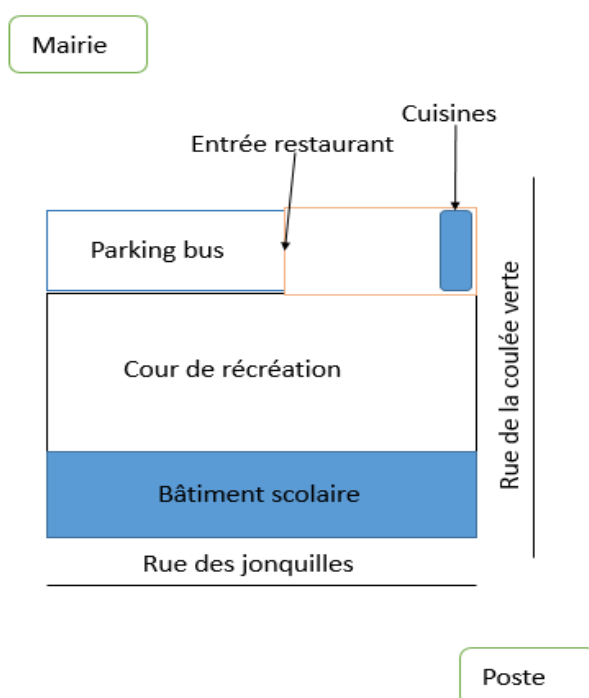 Mairie
Cuisines
Entrée restaurant
Parking bus
Rue de la coulée verte
Cour de récréation
Bâtiment scolaire
Rue des jonquilles
Poste